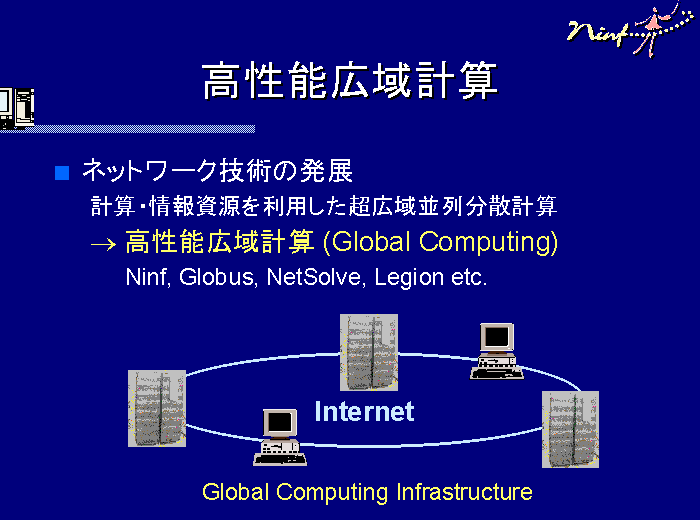 Ninf
高性能広域計算
ネットワーク技術の発展
計算・情報資源を利用した超広域並列分散計算
→ 高性能広域計算 (Global Computing)
Ninf, Globus, NetSolve, Legion etc.
Internet
Global Computing Infrastructure